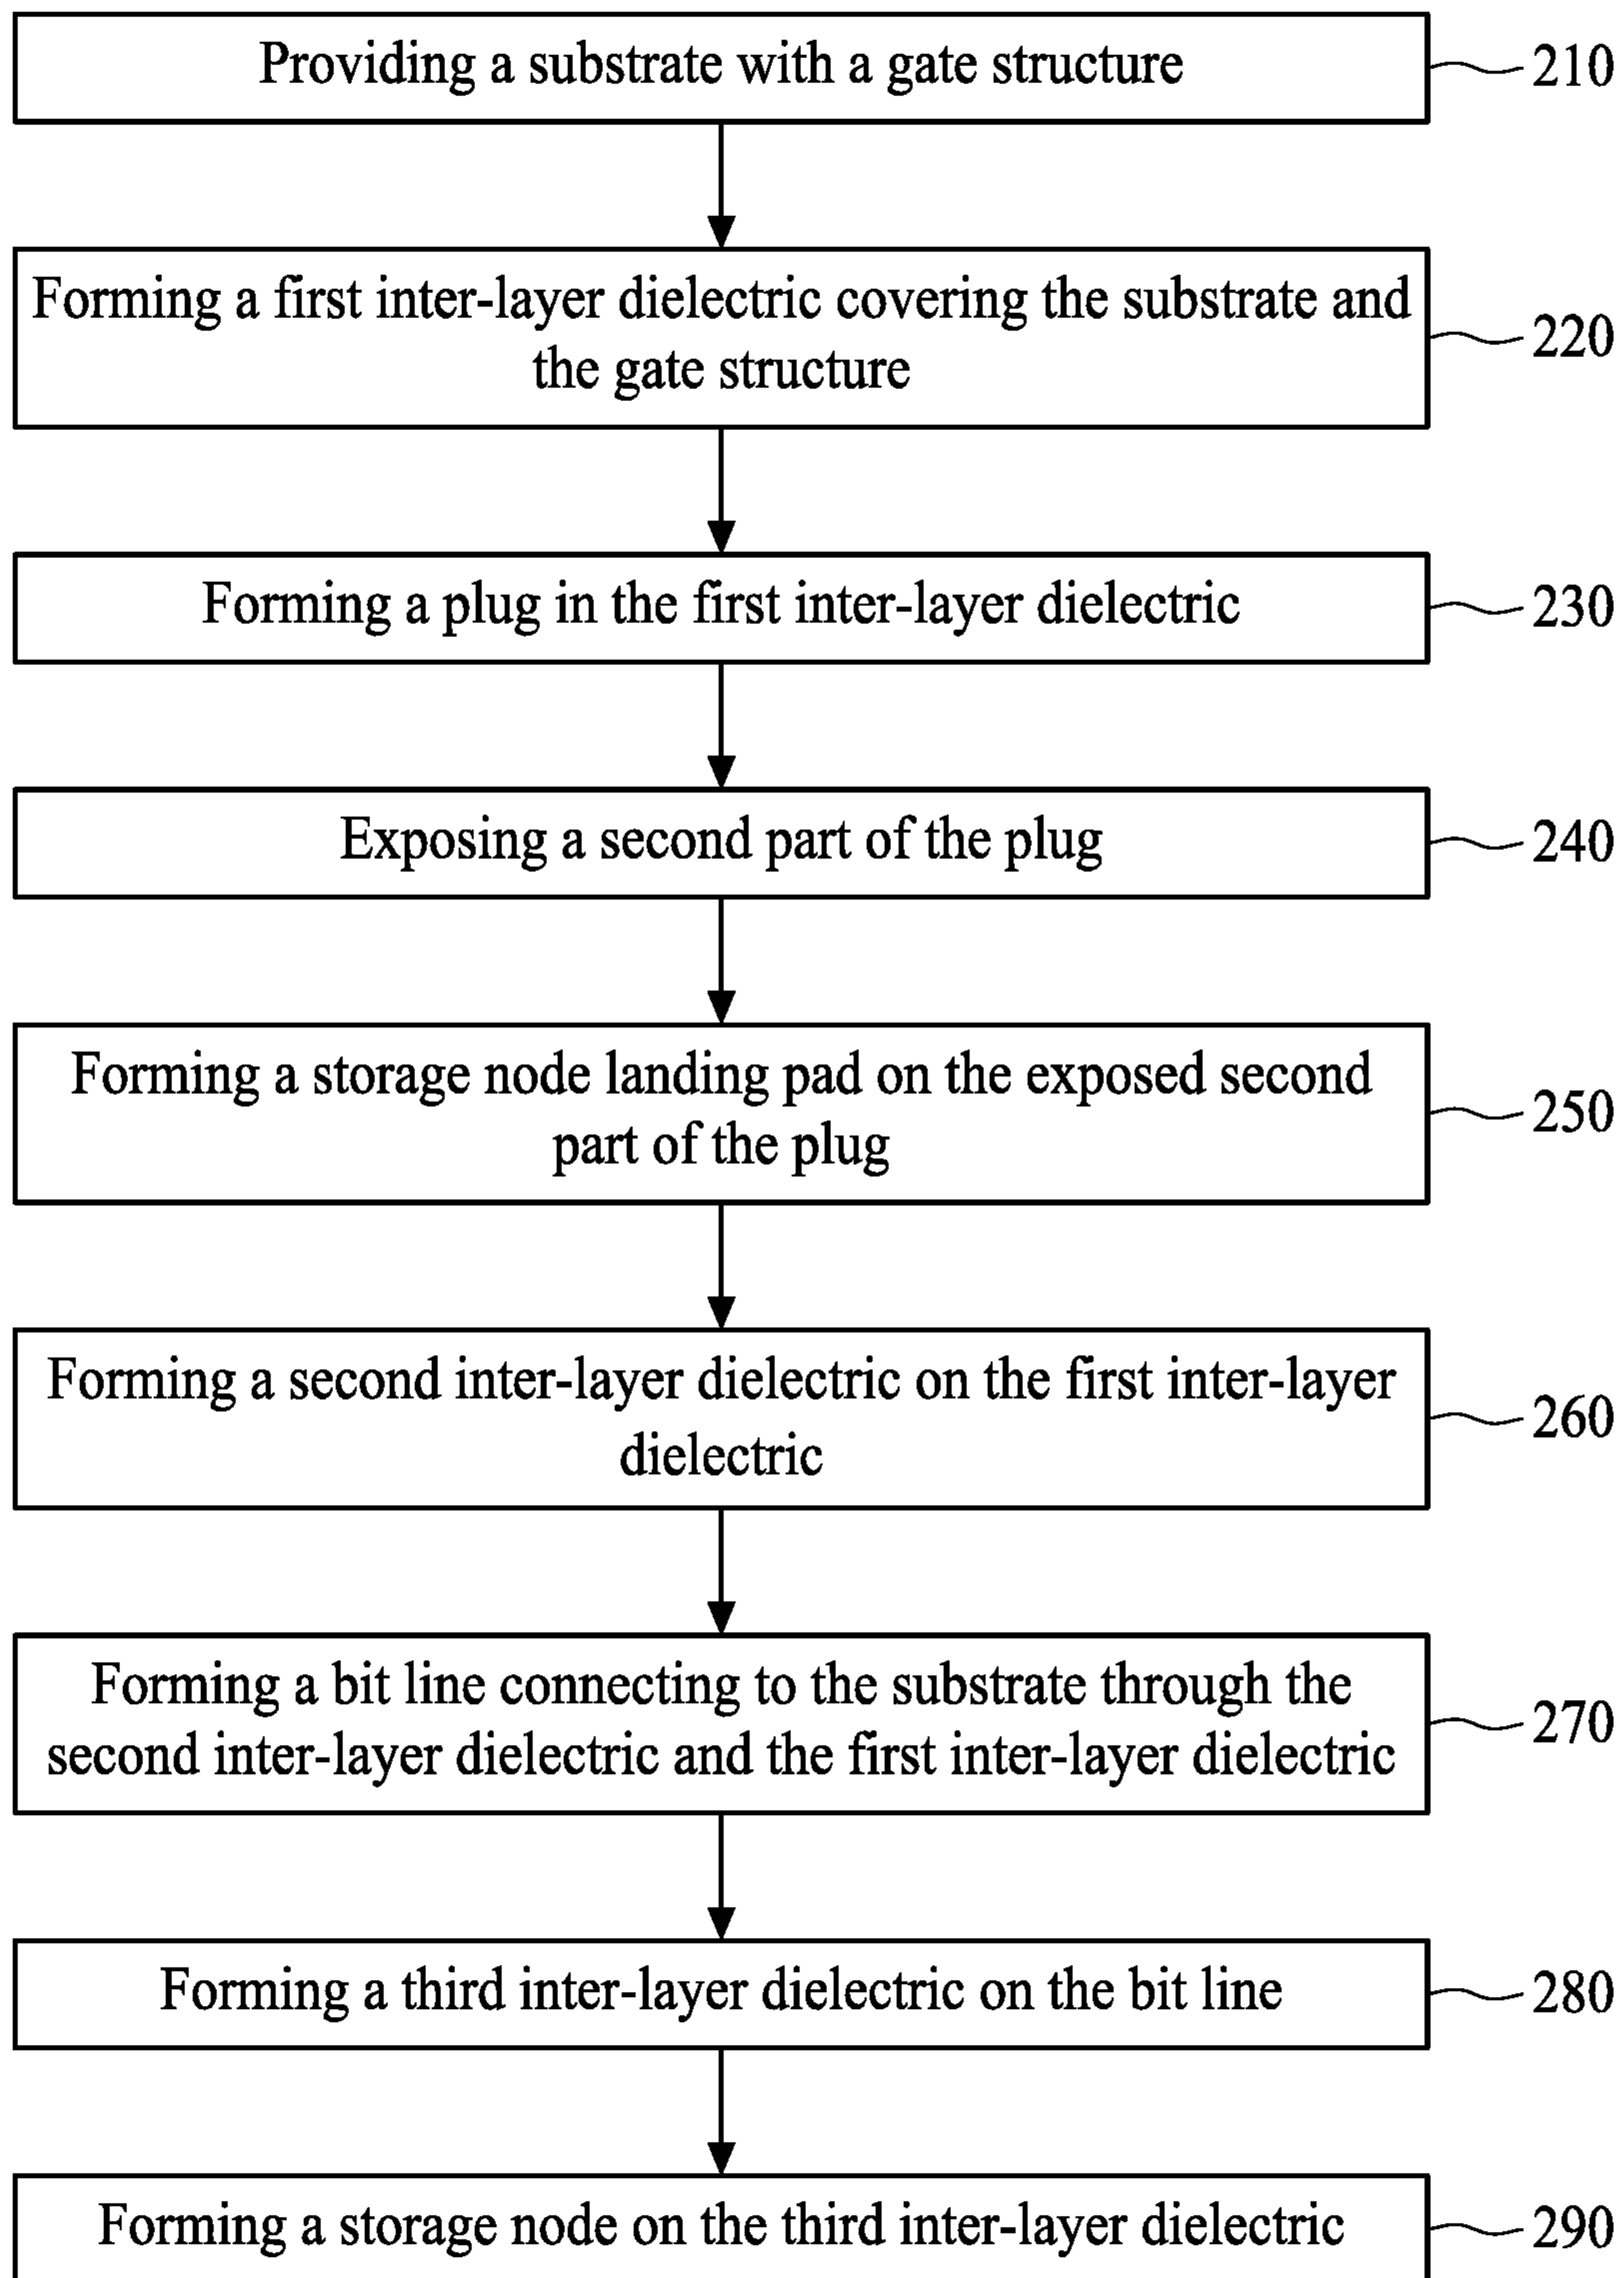 Providing a substrate with a gate structure
210
Forming a first inter-layer dielectric covering the substrate and
the gate structure
220
Forming a plug in the first inter-layer dielectric
230
Exposing a second part of the plug
240
Forming a storage node landing pad on the exposed second
part of the plug
250
Forming a second inter-layer dielectric on the first inter-layer
dielectric
260
Forming a bit line connecting to the substrate through the
second inter-layer dielectric and the first inter-layer dielectric
270
Forming a third inter-layer dielectric on the bit line
280
Forming a storage node on the third inter-layer dielectric
290